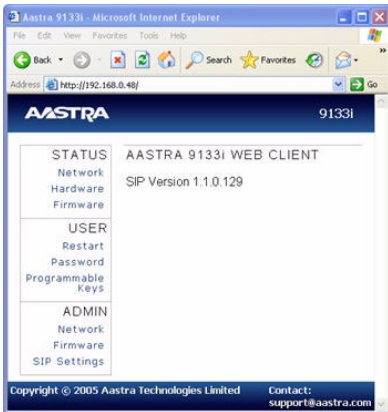 Aastra 9133i - Microsoft Internet Explorer
File Edit View Favorites Tools Help
Back Search Favorites
Address http://192.168.0.48/ Go
AASTRA 9133i
STATUS
Network
Hardware
Firmware
USER
Restart
Password
Programmable
Keys
ADMIN
Network
Firmware
SIP Settings
AASTRA 9133i WEB CLIENT
SIP Version 1.1.0.129
Copyright © 2005 Aastra Technologies Limited
Contact:
support@aastra.com